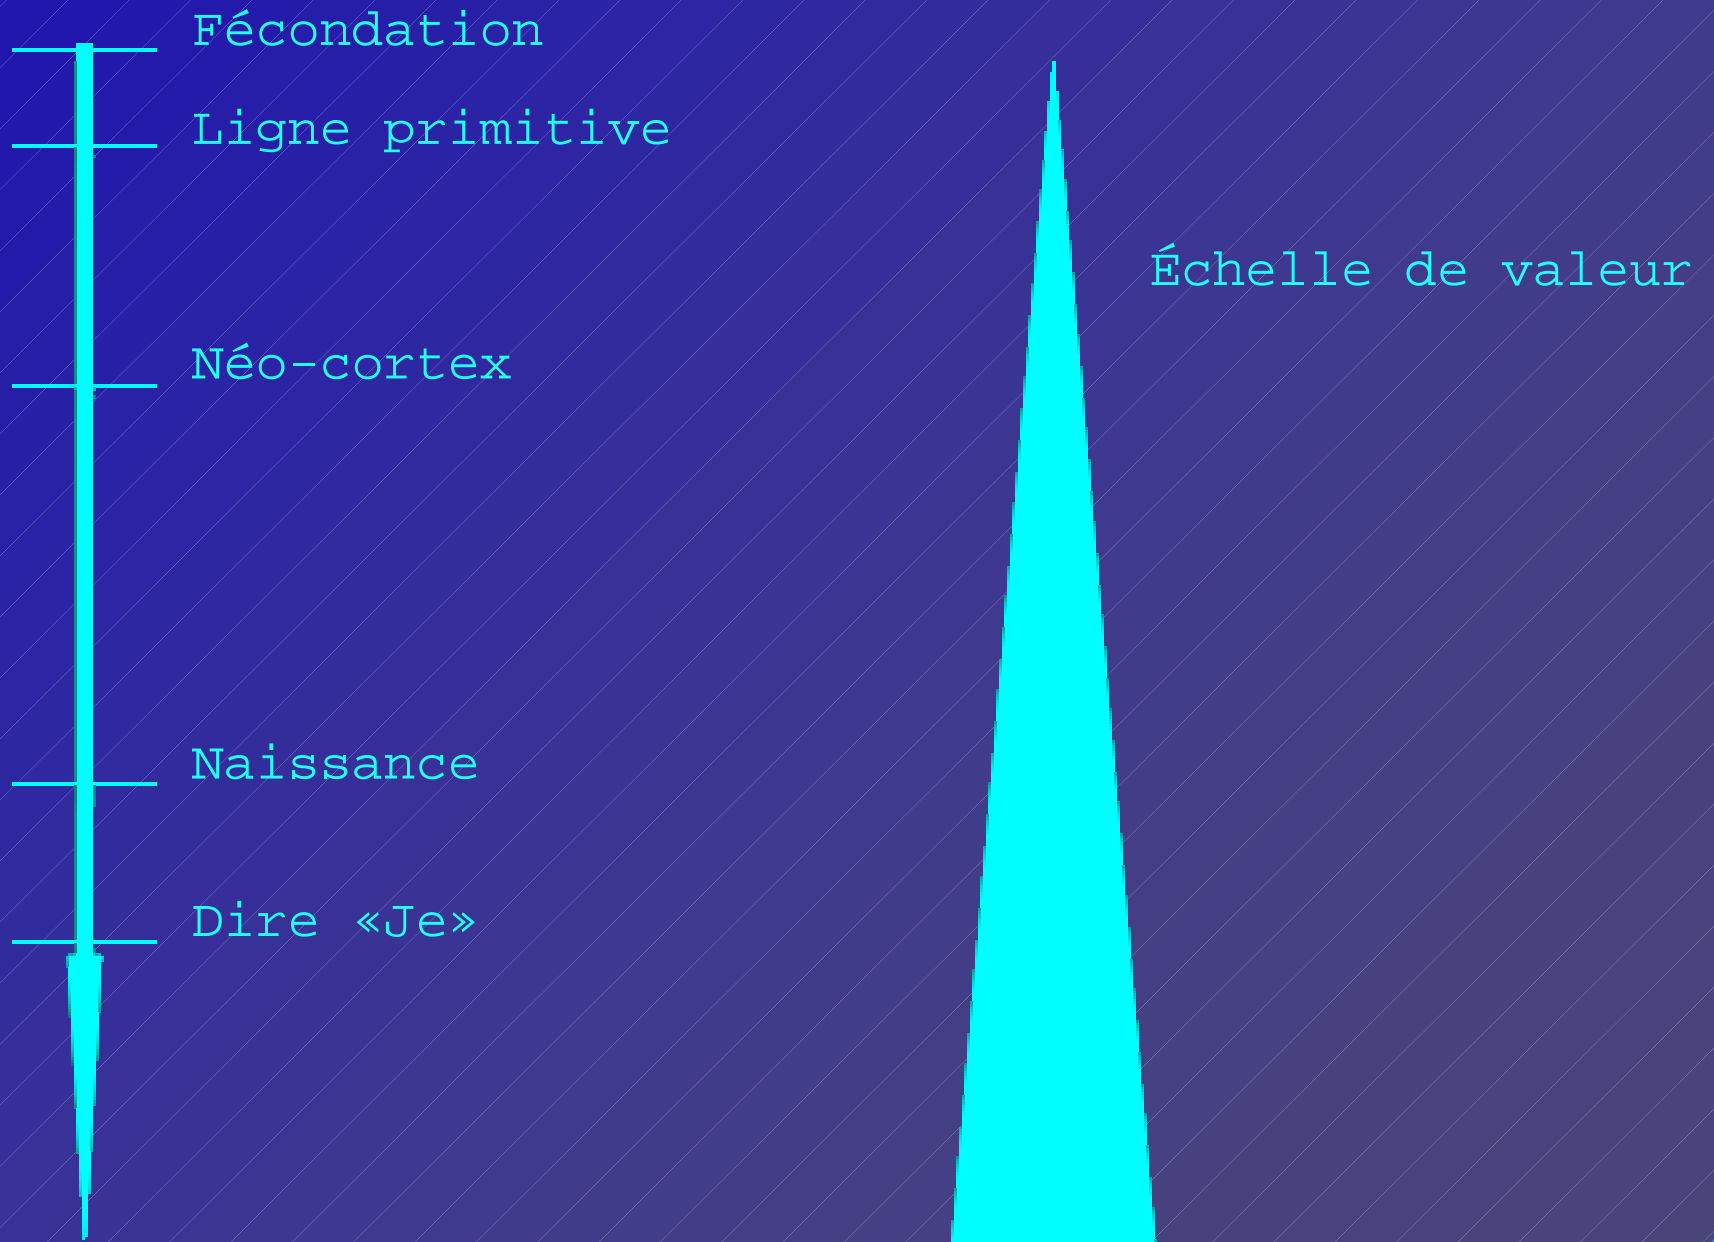 Fécondation
Ligne primitive
Échelle de valeur
Néo-cortex
Naissance
Dire «Je»